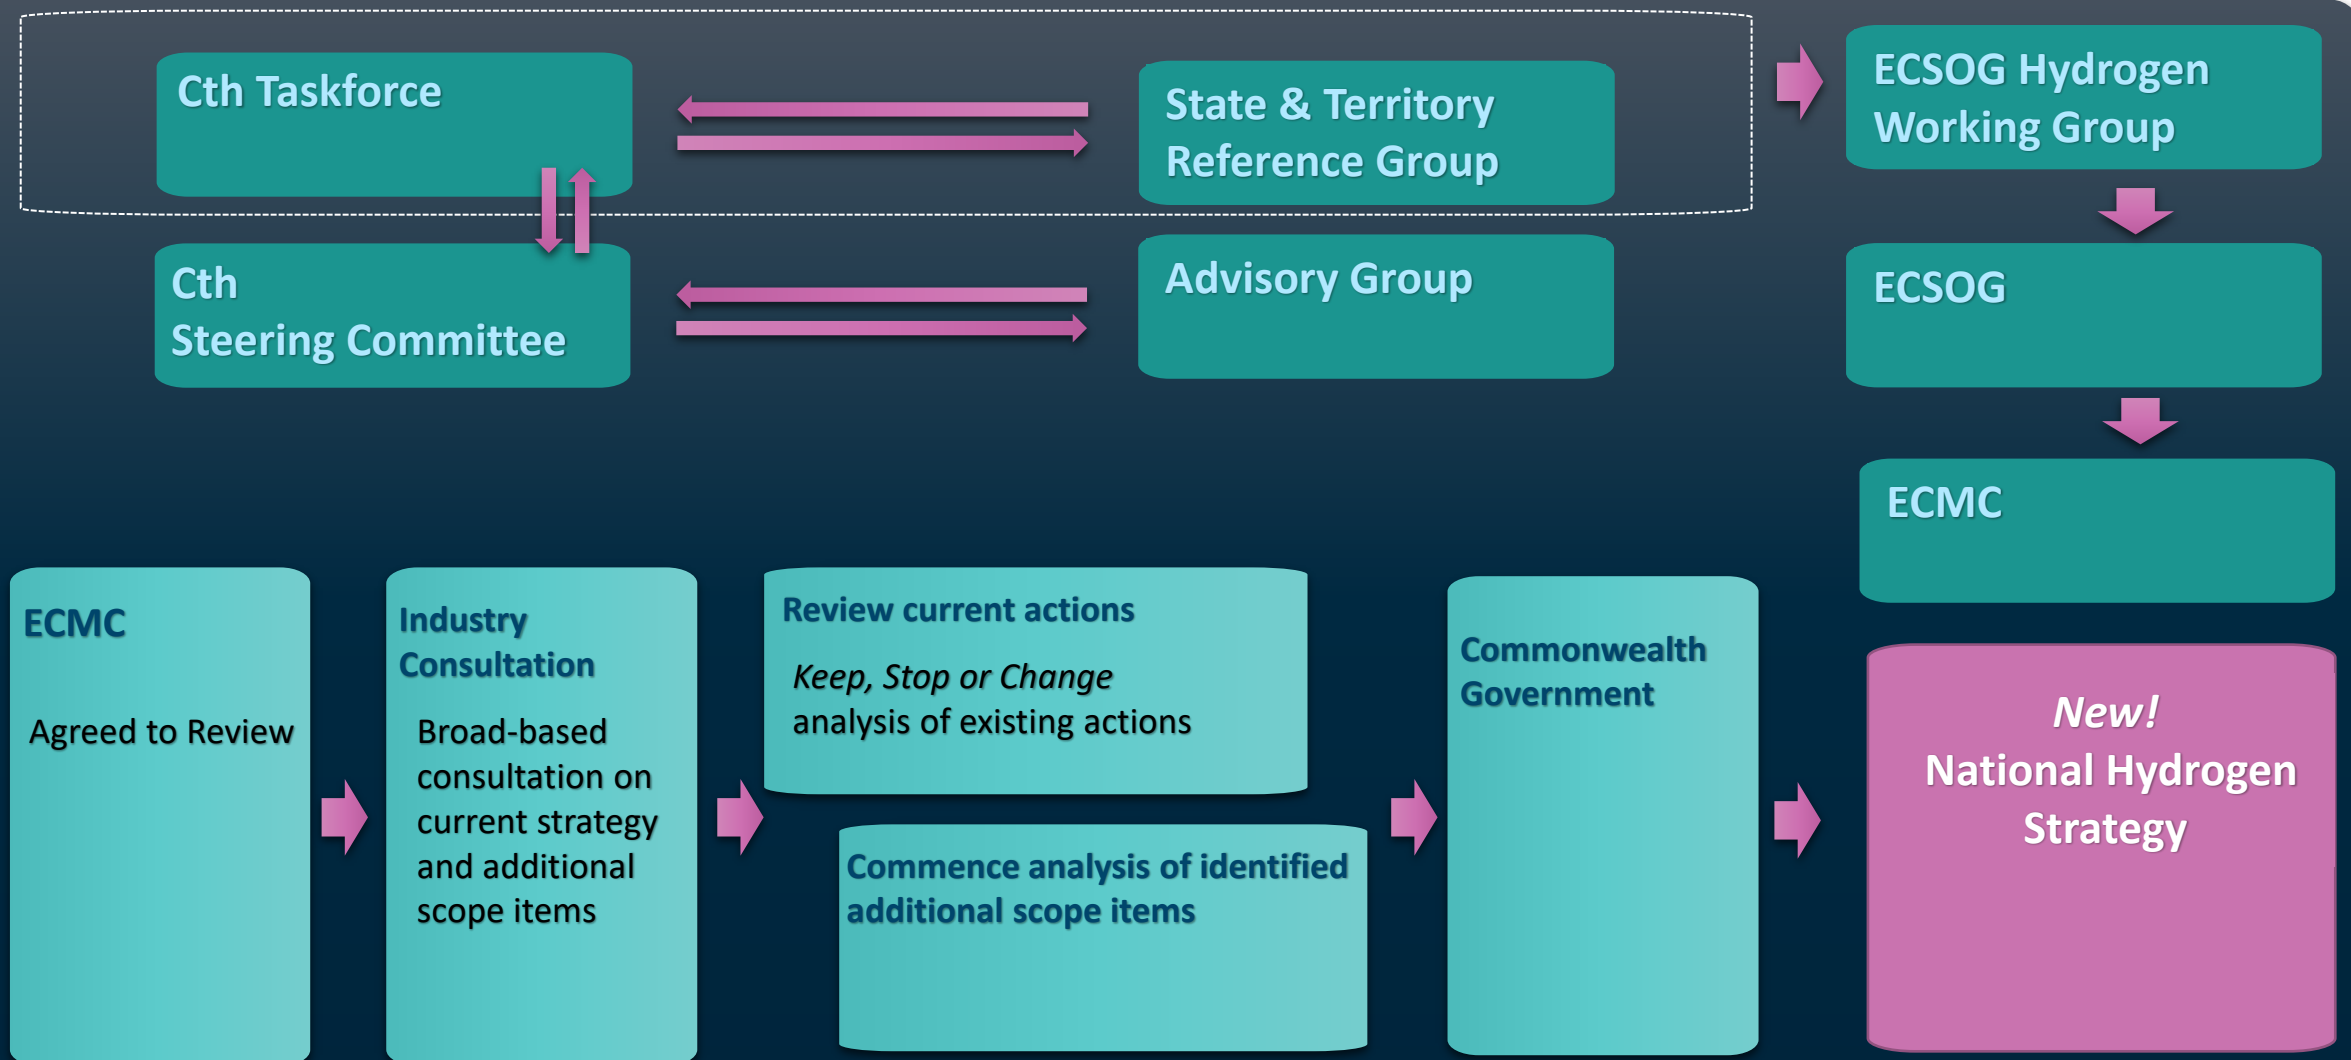 Cth Taskforce
State & Territory
Reference Group
ECSOG Hydrogen
Working Group
Cth
Steering Committee
Advisory Group
ECSOG
ECMC
ECMC
Agreed to Review
Industry
Consultation
Broad-based
consultation on
current strategy
and additional
scope items
Review current actions
Keep, Stop or Change
analysis of existing actions
Commence analysis of identified
additional scope items
Commonwealth
Government
New!
National Hydrogen
Strategy